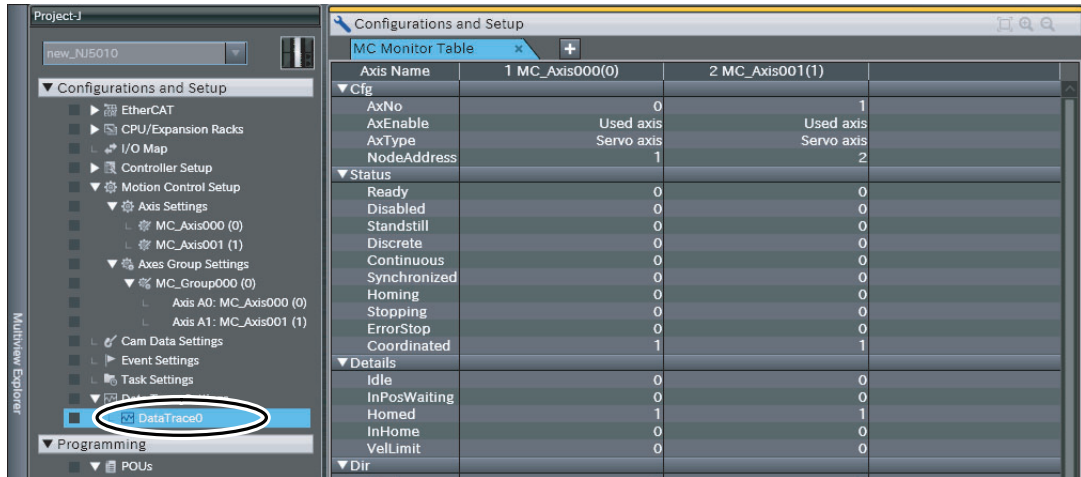 Project-J
new_NJ5010
Configurations and Setup
EtherCAT
CPU/Expansion Racks
I/O Map
Controller Setup
Motion Control Setup
Axis Settings
MC_Axis000 (0)
MC_Axis001 (1)
Axes Group Settings
MC_Group000 (0)
Axis A0: MC_Axis000 (0)
Axis A1: MC_Axis001 (1)
Cam Data Settings
Event Settings
Task Settings
DataTrace0
Programming
POUs
Multiview Explorer
Configurations and Setup
MC Monitor Table
Axis Name 1 MC_Axis000(0) 2 MC_Axis001(1)
Cfg
AxNo 0 1
AxEnable Used axis Used axis
AxType Servo axis Servo axis
NodeAddress 1 2
Status
Ready 0 0
Disabled 0 0
Standstill 0 0
Discrete 0 0
Continuous 0 0
Synchronized 0 0
Homing 0 0
Stopping 0 0
ErrorStop 0 0
Coordinated 1 1
Details
Idle 0 0
InPosWaiting 0 0
Homed 1 1
InHome 0 0
VelLimit 0 0
Dir